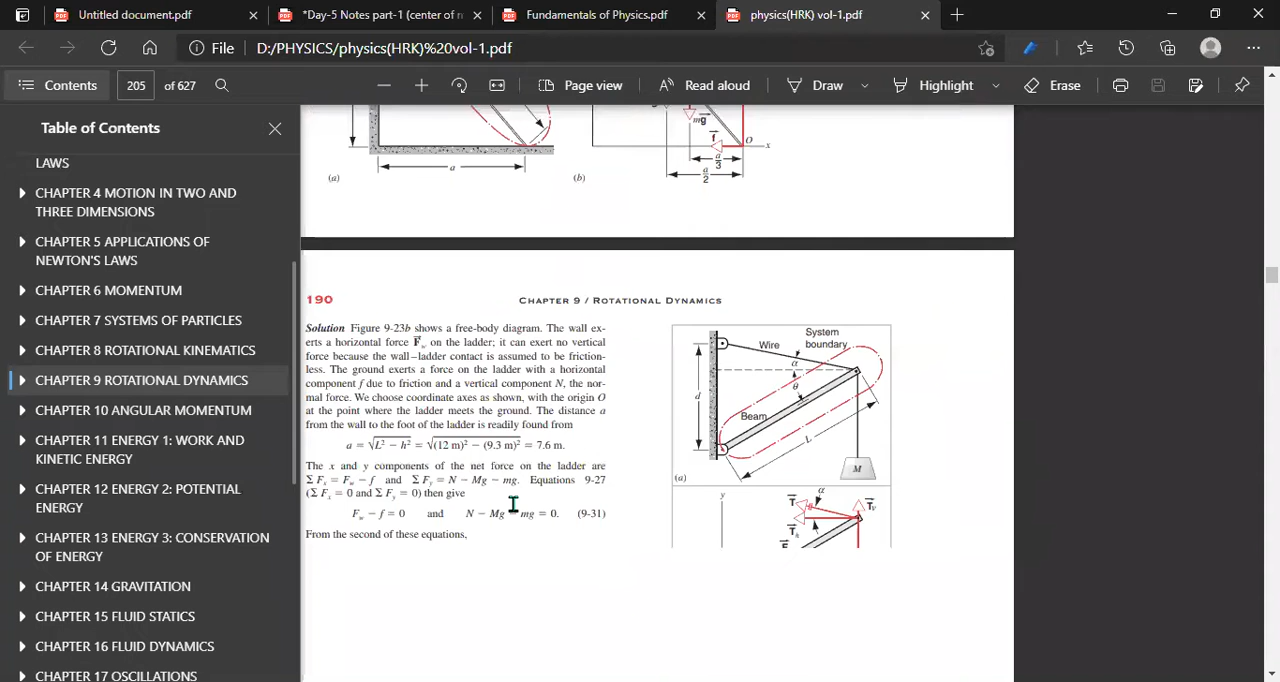 Untitled document.pdf
*Day-5 Notes part-1 (center of r
Fundamentals of Physics.pdf
physics(HRK) vol-1.pdf
File
D:/PHYSICS/physics(HRK)%20vol-1.pdf
Contents
205
of 627
Page view
Read aloud
Draw
Highlight
Erase
Table of Contents
LAWS
CHAPTER 4 MOTION IN TWO AND
THREE DIMENSIONS
CHAPTER 5 APPLICATIONS OF
NEWTON'S LAWS
CHAPTER 6 MOMENTUM
CHAPTER 7 SYSTEMS OF PARTICLES
CHAPTER 8 ROTATIONAL KINEMATICS
CHAPTER 9 ROTATIONAL DYNAMICS
CHAPTER 10 ANGULAR MOMENTUM
CHAPTER 11 ENERGY 1: WORK AND
KINETIC ENERGY
CHAPTER 12 ENERGY 2: POTENTIAL
ENERGY
CHAPTER 13 ENERGY 3: CONSERVATION
OF ENERGY
CHAPTER 14 GRAVITATION
CHAPTER 15 FLUID STATICS
CHAPTER 16 FLUID DYNAMICS
CHAPTER 17 OSCILLATIONS
a
(a)
mg
f
O
x
a/3
a/2
(b)
190
CHAPTER 9 / ROTATIONAL DYNAMICS
Solution Figure 9-23b shows a free-body diagram. The wall ex-
erts a horizontal force F⃗w on the ladder; it can exert no vertical
force because the wall–ladder contact is assumed to be friction-
less. The ground exerts a force on the ladder with a horizontal
component f due to friction and a vertical component N, the nor-
mal force. We choose coordinate axes as shown, with the origin O
at the point where the ladder meets the ground. The distance a
from the wall to the foot of the ladder is readily found from
a = √L² − h² = √(12 m)² − (9.3 m)² = 7.6 m.
The x and y components of the net force on the ladder are
Σ Fx = Fw − f and Σ Fy = N − Mg − mg. Equations 9-27
(Σ Fx = 0 and Σ Fy = 0) then give
Fw − f = 0 and N − Mg − mg = 0. (9-31)
From the second of these equations,
Wire
System
boundary
α
θ
d
Beam
L
M
(a)
y
T⃗
α
T⃗v
T⃗h